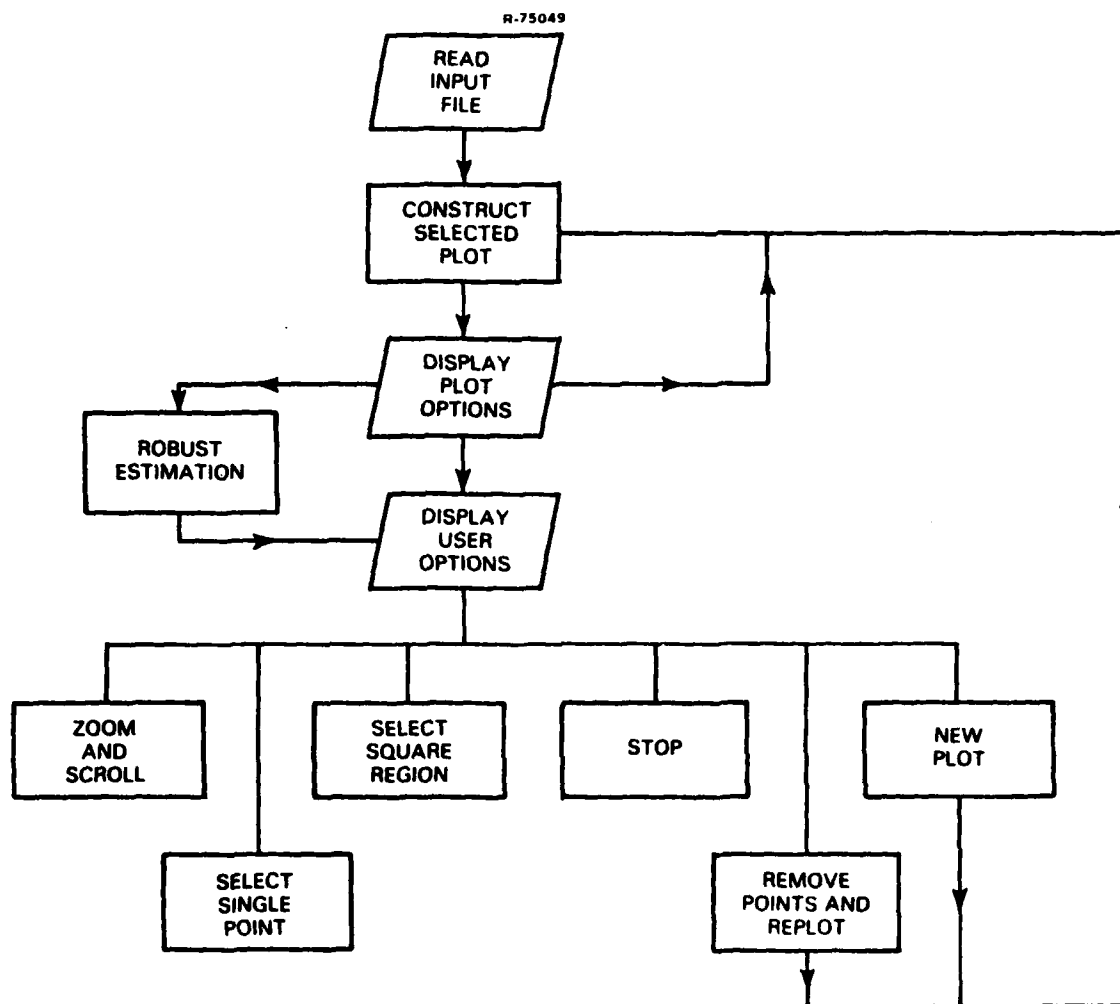 R-75049
READ
INPUT
FILE
CONSTRUCT
SELECTED
PLOT
DISPLAY
PLOT
OPTIONS
ROBUST
ESTIMATION
DISPLAY
USER
OPTIONS
ZOOM
AND
SCROLL
SELECT
SQUARE
REGION
STOP
NEW
PLOT
SELECT
SINGLE
POINT
REMOVE
POINTS AND
REPLOT